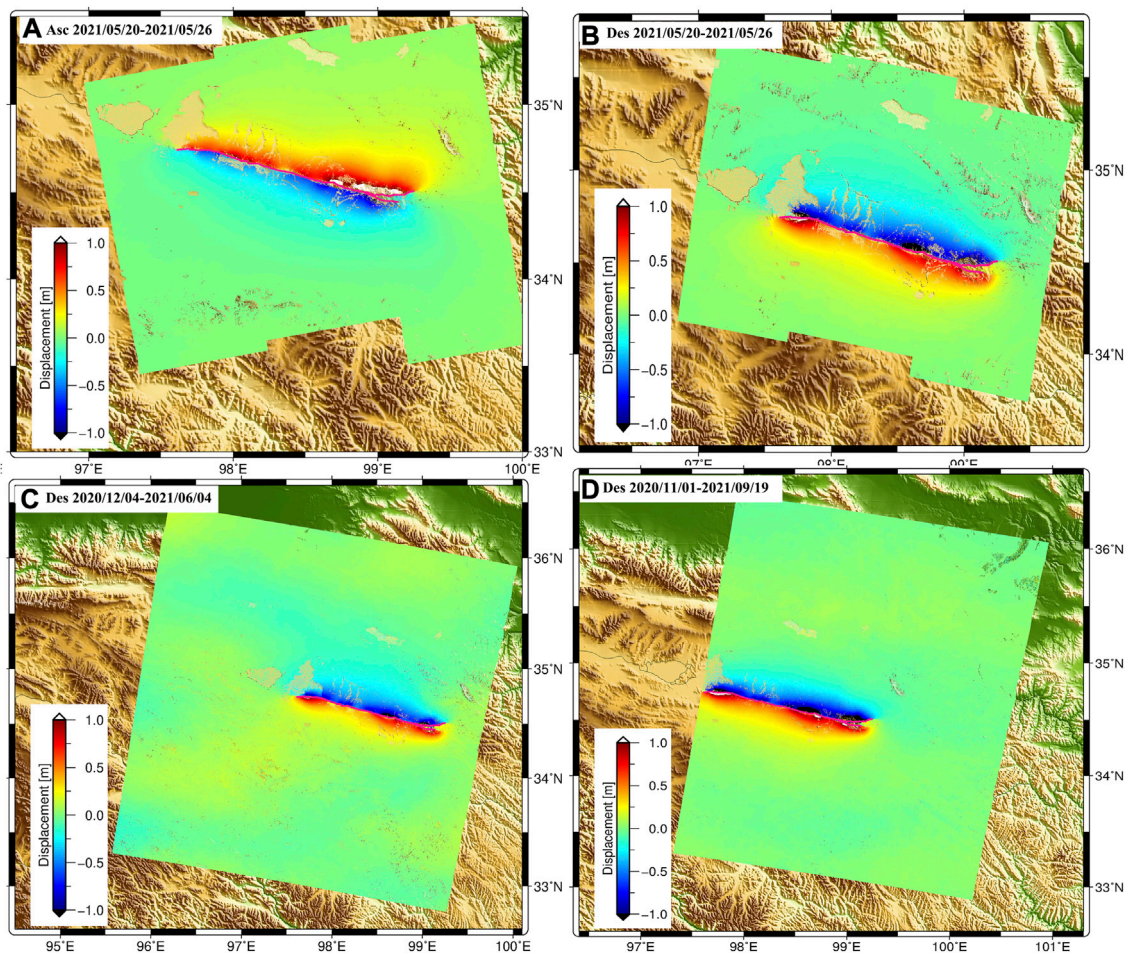 A Asc 2021/05/20-2021/05/26
35°N
34°N
33°N
1.0
0.5
0.0
−0.5
−1.0
Displacement [m]
97°E
98°E
99°E
100°E
B Des 2021/05/20-2021/05/26
35°N
34°N
1.0
0.5
0.0
−0.5
−1.0
Displacement [m]
C Des 2020/12/04-2021/06/04
36°N
35°N
34°N
33°N
1.0
0.5
0.0
−0.5
−1.0
Displacement [m]
95°E
96°E
97°E
98°E
99°E
100°E
D Des 2020/11/01-2021/09/19
36°N
35°N
34°N
33°N
1.0
0.5
0.0
−0.5
−1.0
Displacement [m]
97°E
98°E
99°E
100°E
101°E